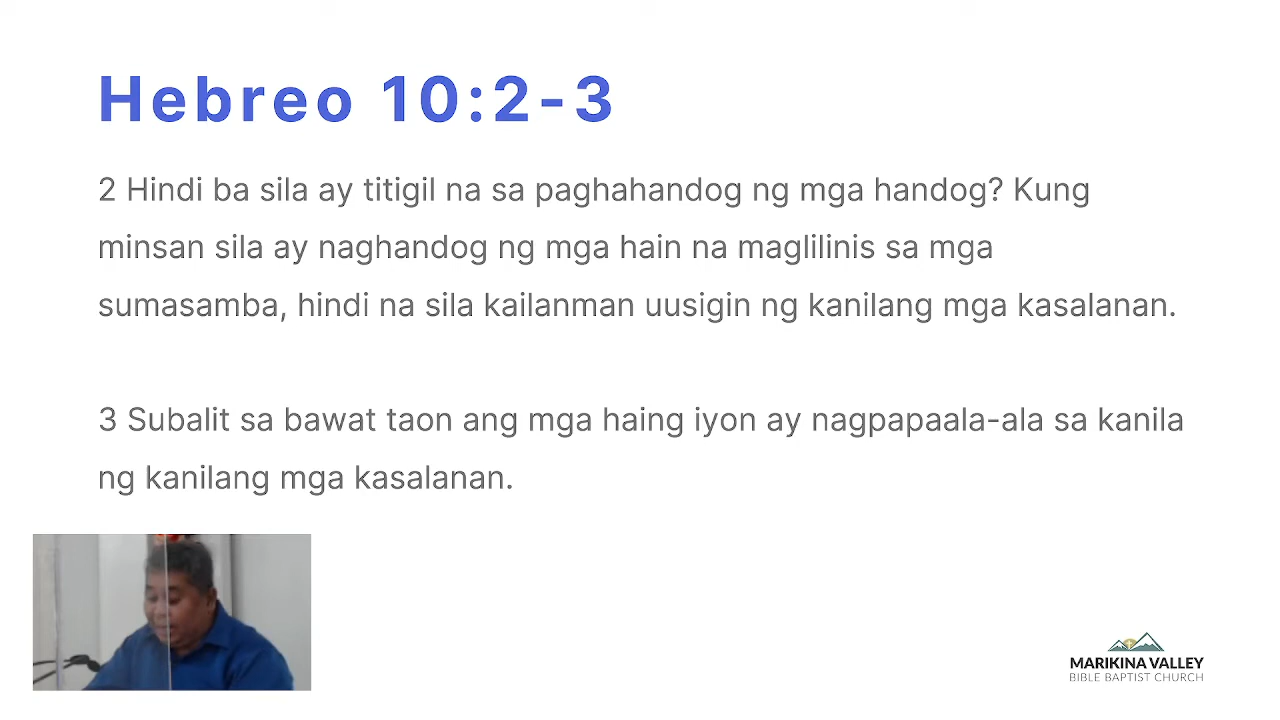 Hebreo 10:2-3
2 Hindi ba sila ay titigil na sa paghahandog ng mga handog? Kung
minsan sila ay naghandog ng mga hain na maglilinis sa mga
sumasamba, hindi na sila kailanman uusigin ng kanilang mga kasalanan.
3 Subalit sa bawat taon ang mga haing iyon ay nagpapaala-ala sa kanila
ng kanilang mga kasalanan.
MARIKINA VALLEY
BIBLE BAPTIST CHURCH